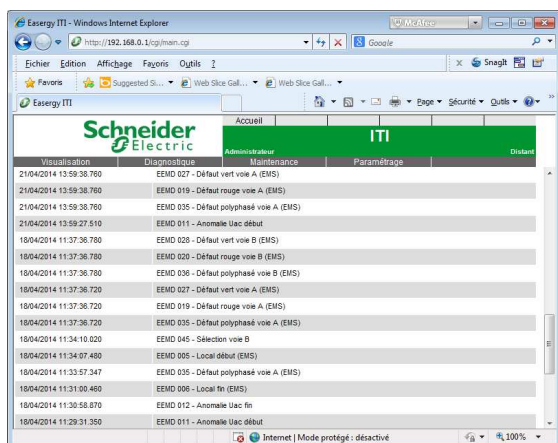 Easergy ITI - Windows Internet Explorer
McAfee
http://192.168.0.1/cgi/main.cgi
Google
Fichier Edition Affichage Favoris Outils ?
SnagIt
Favoris Suggested Si... Web Slice Gall... Web Slice Gall...
Easergy ITI
Page Sécurité Outils
Schneider Electric
Accueil
ITI
Administrateur
Distant
Visualisation Diagnostique Maintenance Paramétrage
21/04/2014 13:59:38.760 EEMD 027 - Défaut vert voie A (EMS)
21/04/2014 13:59:38.760 EEMD 019 - Défaut rouge voie A (EMS)
21/04/2014 13:59:38.760 EEMD 035 - Défaut polyphasé voie A (EMS)
21/04/2014 13:59:27.510 EEMD 011 - Anomalie Uac début
18/04/2014 11:37:36.780 EEMD 028 - Défaut vert voie B (EMS)
18/04/2014 11:37:36.780 EEMD 020 - Défaut rouge voie B (EMS)
18/04/2014 11:37:36.780 EEMD 036 - Défaut polyphasé voie B (EMS)
18/04/2014 11:37:36.720 EEMD 027 - Défaut vert voie A (EMS)
18/04/2014 11:37:36.720 EEMD 019 - Défaut rouge voie A (EMS)
18/04/2014 11:37:36.720 EEMD 035 - Défaut polyphasé voie A (EMS)
18/04/2014 11:34:10.020 EEMD 045 - Sélection voie B
18/04/2014 11:34:07.480 EEMD 005 - Local début (EMS)
18/04/2014 11:33:57.347 EEMD 035 - Défaut polyphasé voie A (EMS)
18/04/2014 11:31:00.460 EEMD 006 - Local fin (EMS)
18/04/2014 11:30:58.870 EEMD 012 - Anomalie Uac fin
18/04/2014 11:29:31.350 EEMD 011 - Anomalie Uac début
Internet | Mode protégé : désactivé
100%